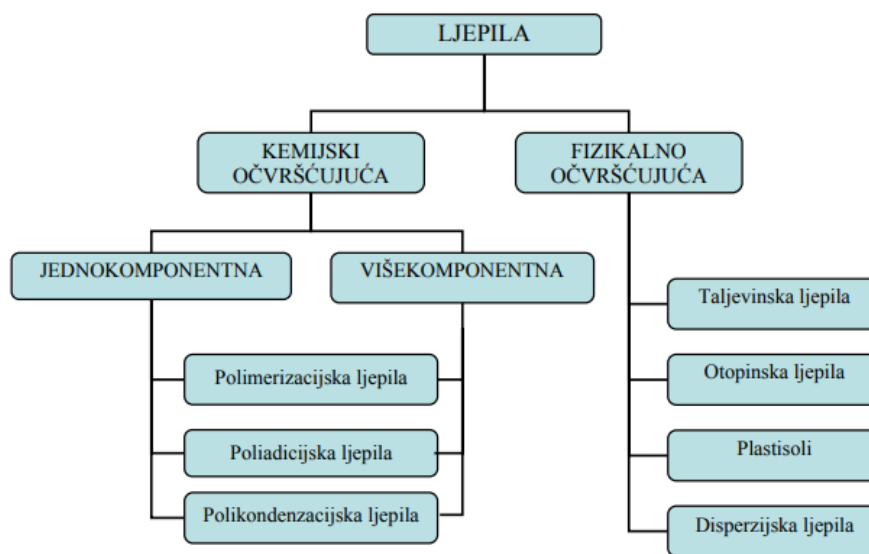 LJEPILA
KEMIJSKI
OČVRŠĆUJUĆA
FIZIKALNO
OČVRŠĆUJUĆA
JEDNOKOMPONENTNA
VIŠEKOMPONENTNA
Taljevinska ljepila
Polimerizacijska ljepila
Otopinska ljepila
Poliadicijska ljepila
Plastisoli
Polikondenzacijska ljepila
Disperzijska ljepila